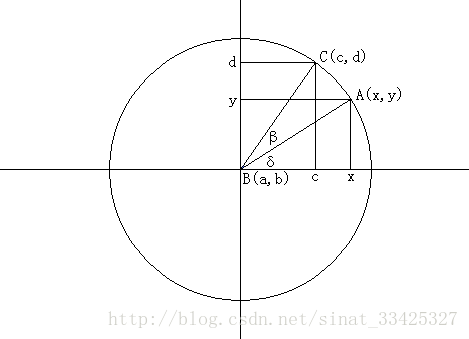 d
C(c,d)
y
A(x,y)
β
δ
B(a,b)
c
x
http://blog.csdn.net/sinat_33425327